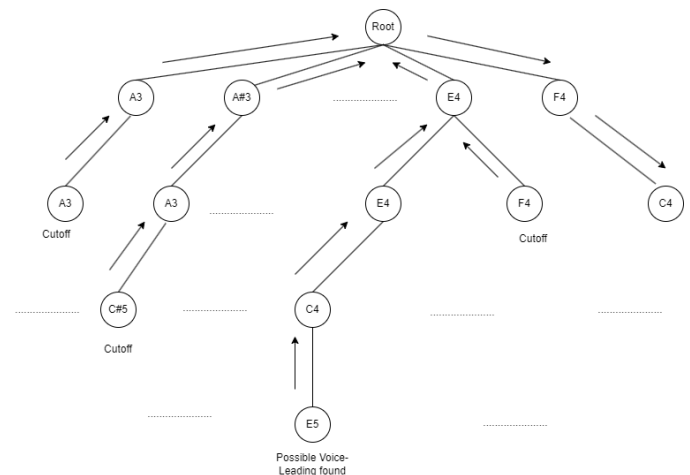 Root
A3
A#3
E4
F4
A3
A3
E4
F4
C4
Cutoff
Cutoff
C#5
C4
Cutoff
E5
Possible Voice-
Leading found